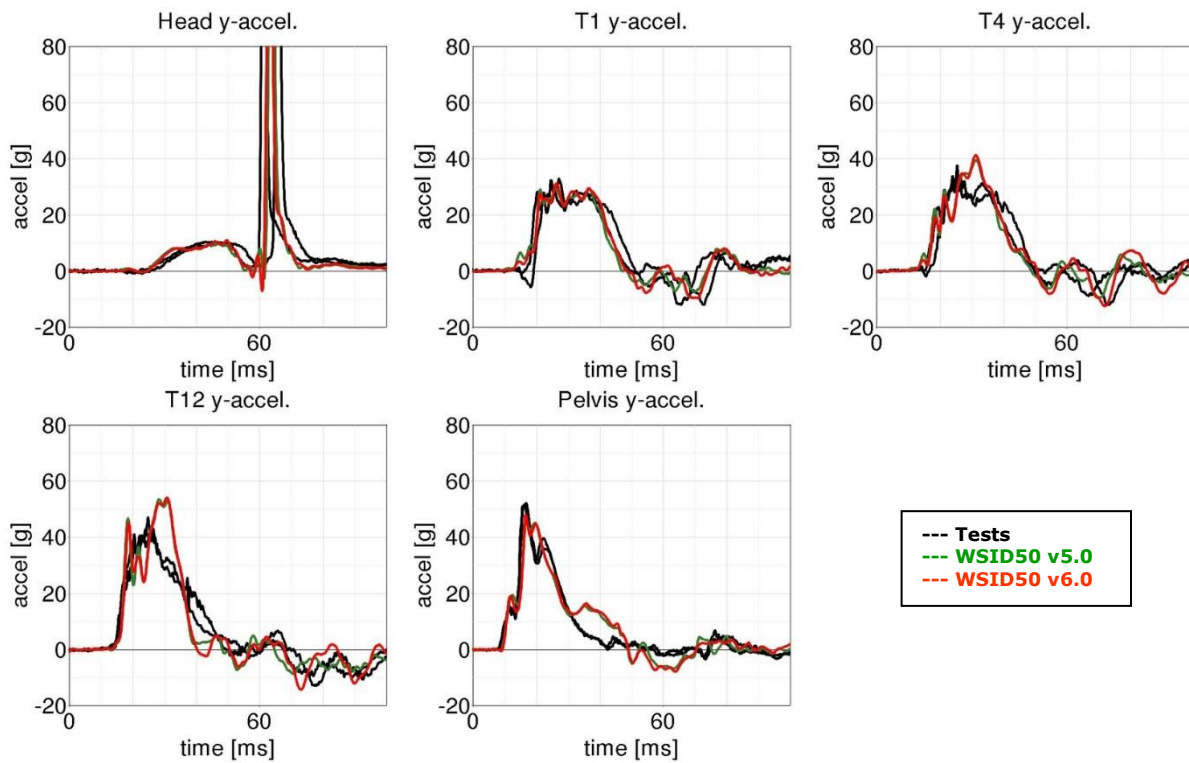 Head y-accel.
80
60
40
20
0
-20
accel [g]
0
60
time [ms]
T1 y-accel.
80
60
40
20
0
-20
accel [g]
0
60
time [ms]
T4 y-accel.
80
60
40
20
0
-20
accel [g]
0
60
time [ms]
T12 y-accel.
80
60
40
20
0
-20
accel [g]
0
60
time [ms]
Pelvis y-accel.
80
60
40
20
0
-20
accel [g]
0
60
time [ms]
--- Tests
--- WSID50 v5.0
--- WSID50 v6.0